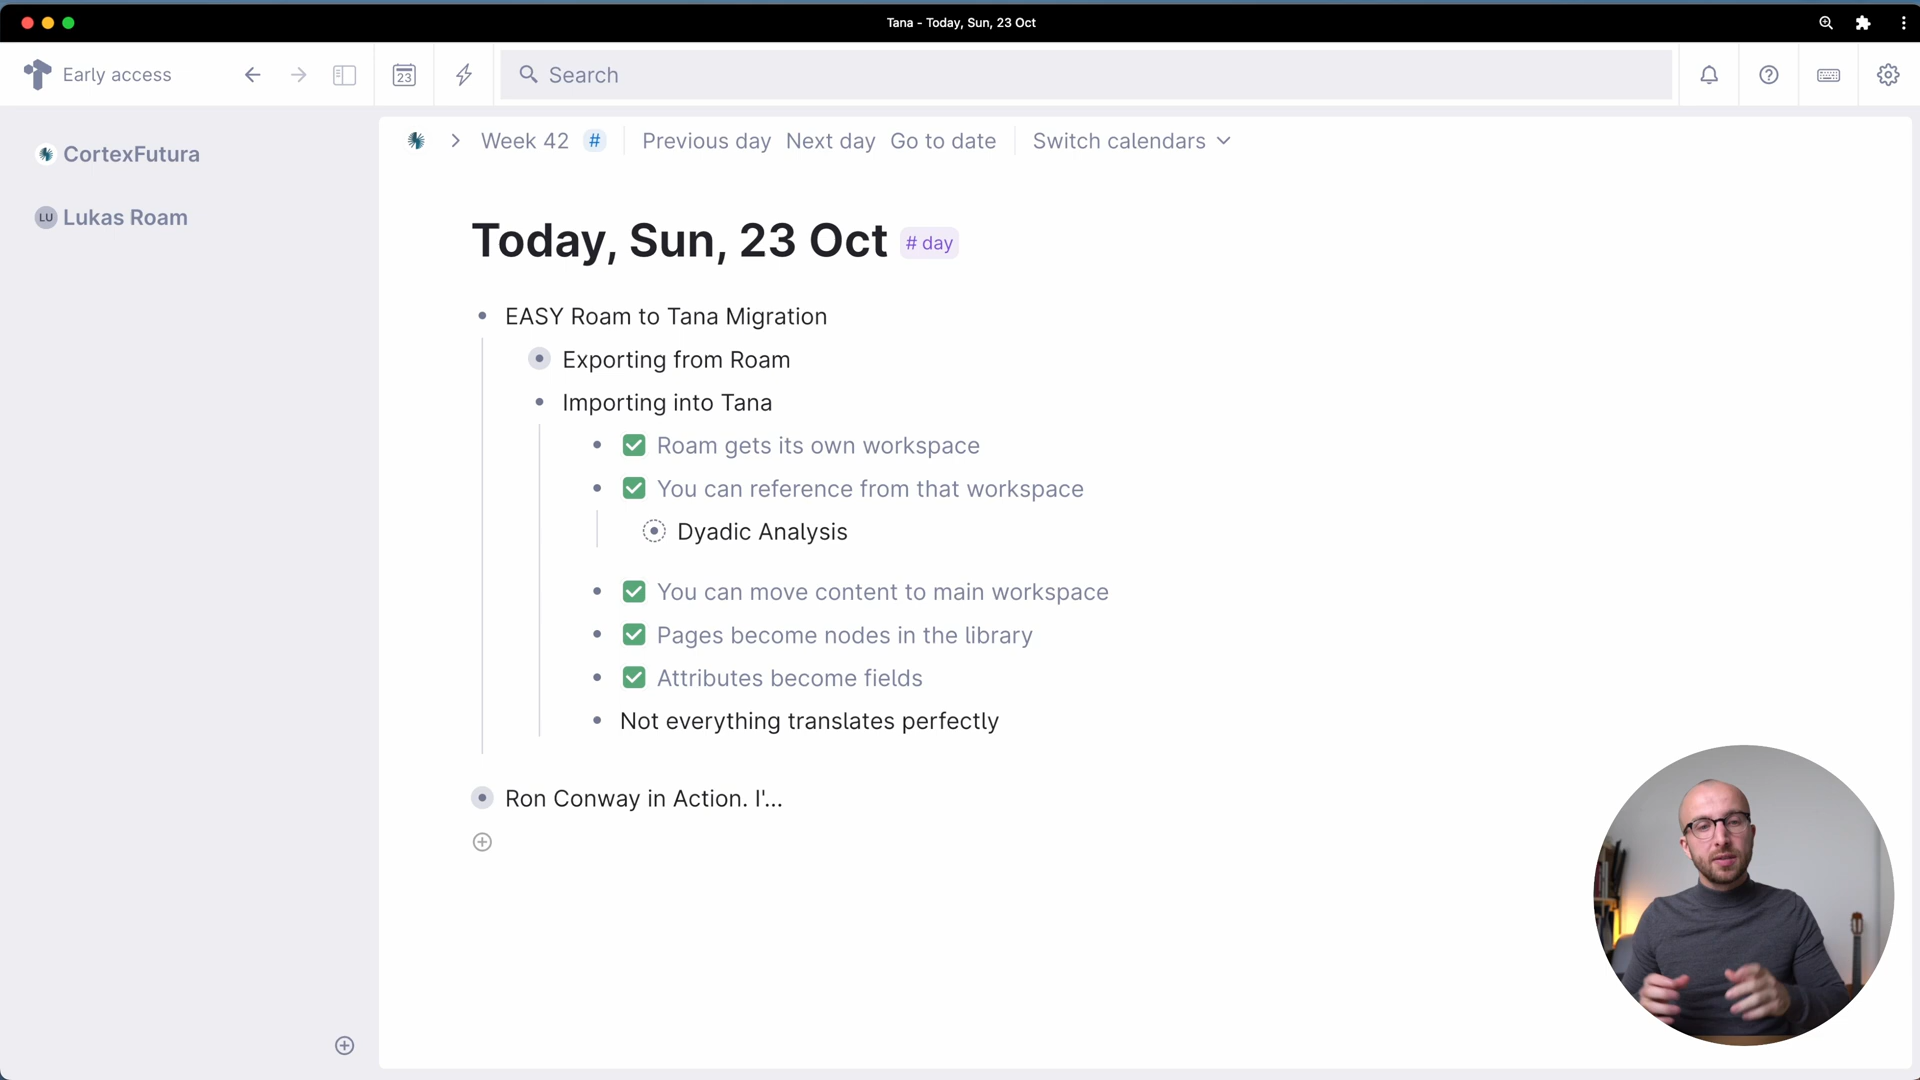 Tana - Today, Sun, 23 Oct
Early access
23
Search
CortexFutura
LU Lukas Roam
Week 42 # Previous day Next day Go to date Switch calendars
Today, Sun, 23 Oct # day
EASY Roam to Tana Migration
Exporting from Roam
Importing into Tana
Roam gets its own workspace
You can reference from that workspace
Dyadic Analysis
You can move content to main workspace
Pages become nodes in the library
Attributes become fields
Not everything translates perfectly
Ron Conway in Action. I'...